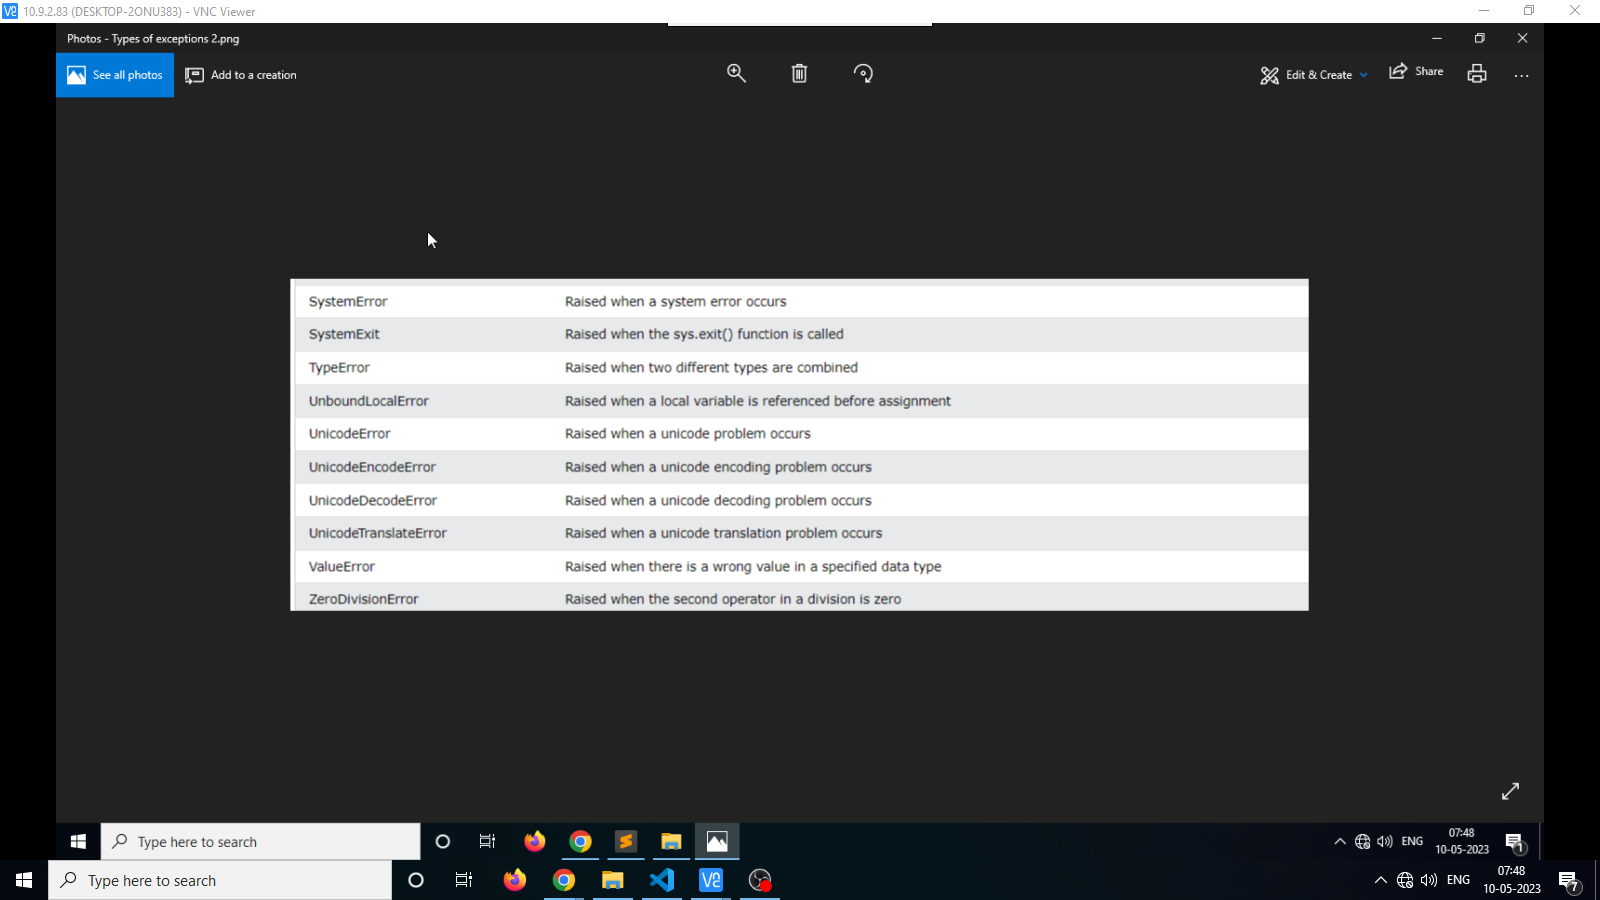 10.9.2.83 (DESKTOP-2ONU383) - VNC Viewer
Photos - Types of exceptions 2.png
See all photos Add to a creation Edit & Create Share
SystemError Raised when a system error occurs
SystemExit Raised when the sys.exit() function is called
TypeError Raised when two different types are combined
UnboundLocalError Raised when a local variable is referenced before assignment
UnicodeError Raised when a unicode problem occurs
UnicodeEncodeError Raised when a unicode encoding problem occurs
UnicodeDecodeError Raised when a unicode decoding problem occurs
UnicodeTranslateError Raised when a unicode translation problem occurs
ValueError Raised when there is a wrong value in a specified data type
ZeroDivisionError Raised when the second operator in a division is zero
Type here to search ENG 07:48
10-05-2023 1
Type here to search ENG 07:48
10-05-2023 7